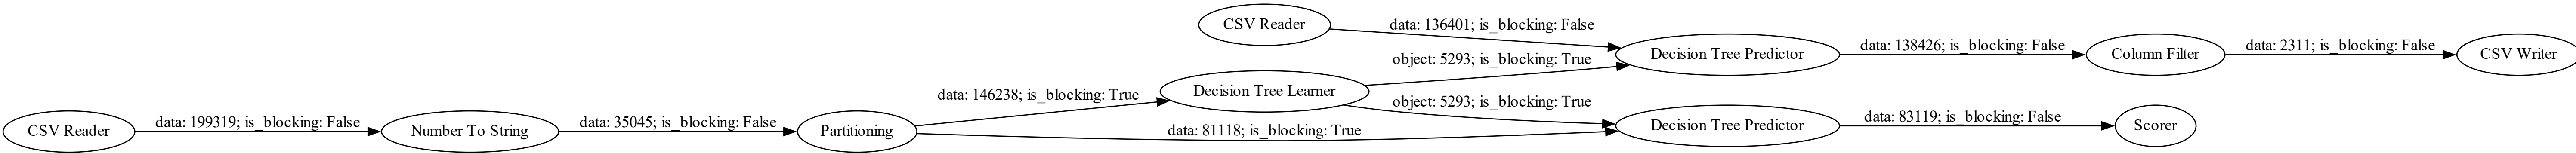 CSV Reader
data: 136401; is_blocking: False
Decision Tree Predictor
data: 138426; is_blocking: False
Column Filter
data: 2311; is_blocking: False
CSV Writer
object: 5293; is_blocking: True
data: 146238; is_blocking: True
Decision Tree Learner
object: 5293; is_blocking: True
CSV Reader
data: 199319; is_blocking: False
Number To String
data: 35045; is_blocking: False
Partitioning
data: 81118; is_blocking: True
Decision Tree Predictor
data: 83119; is_blocking: False
Scorer